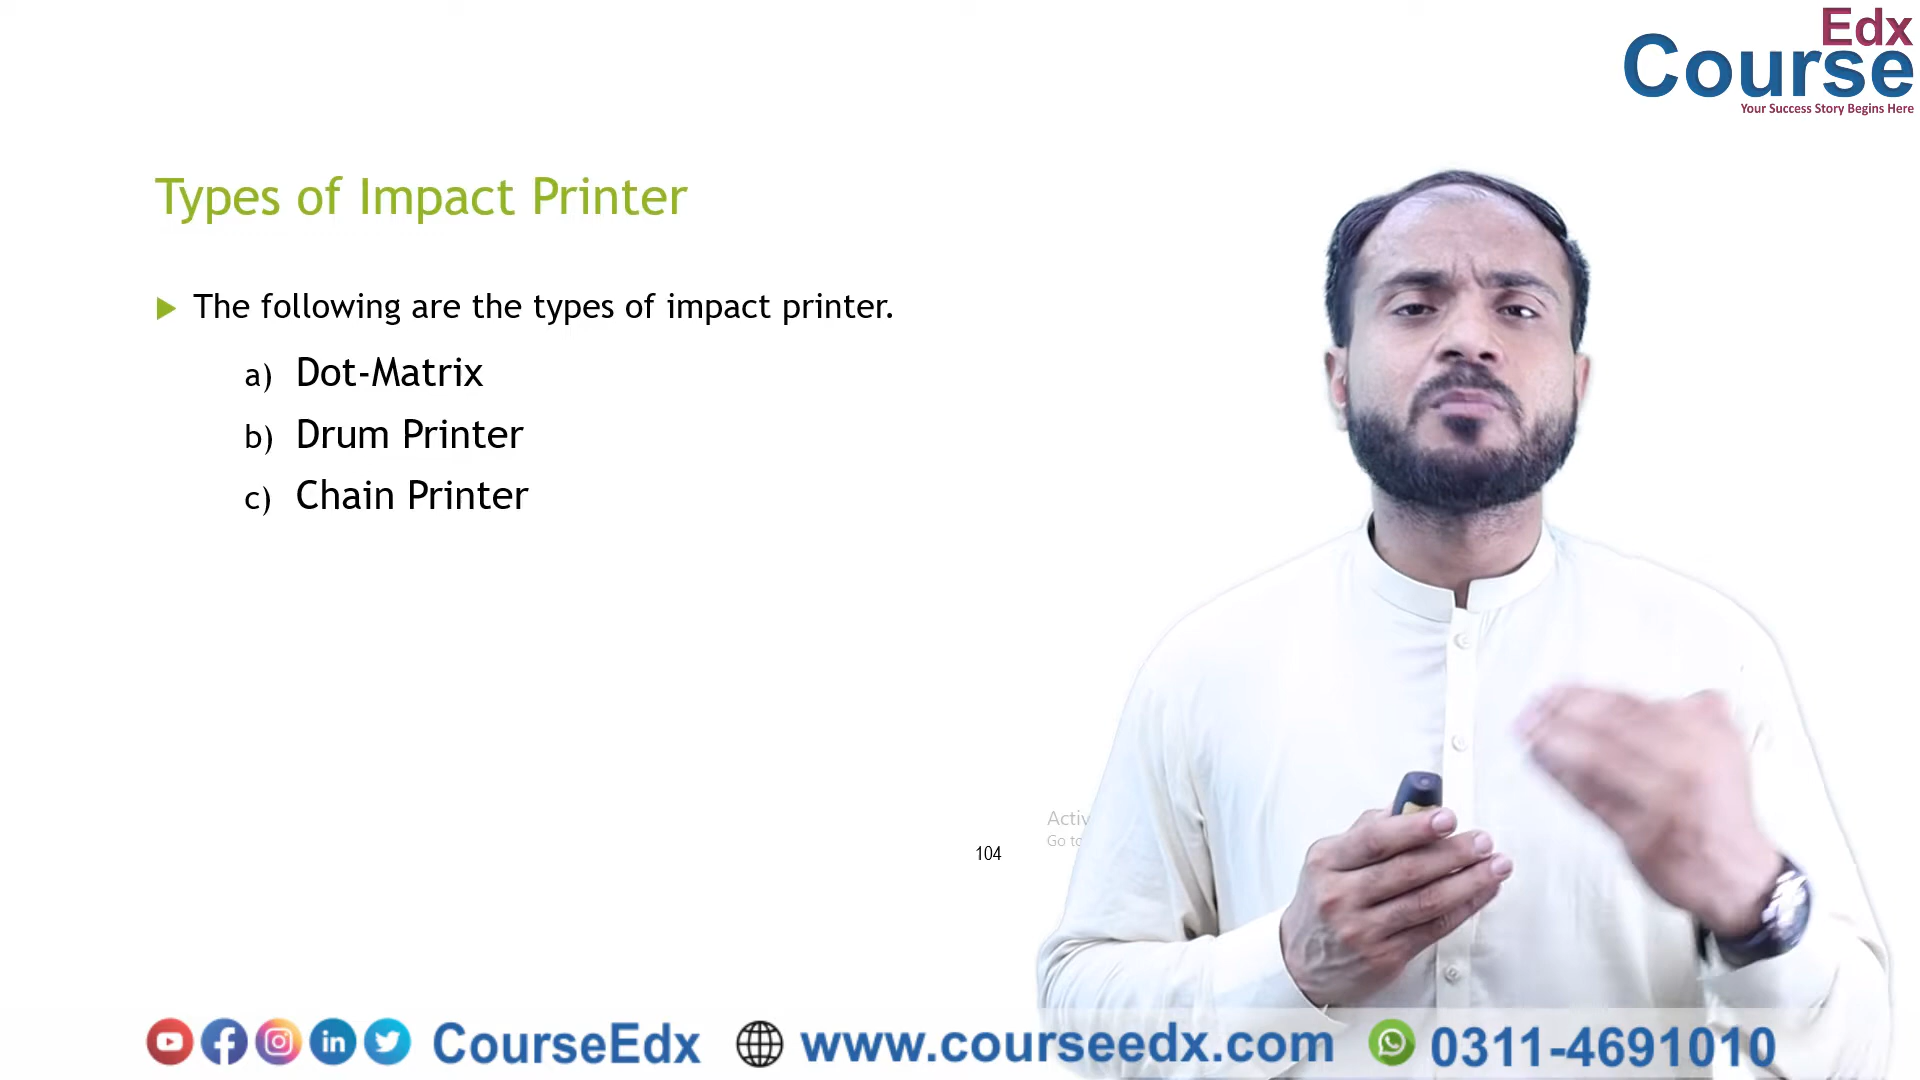 Edx
Course
Your Success Story Begins Here
Types of Impact Printer
The following are the types of impact printer.
a) Dot-Matrix
b) Drum Printer
c) Chain Printer
Activ
Go to
104
CourseEdx www.courseedx.com 0311-4691010